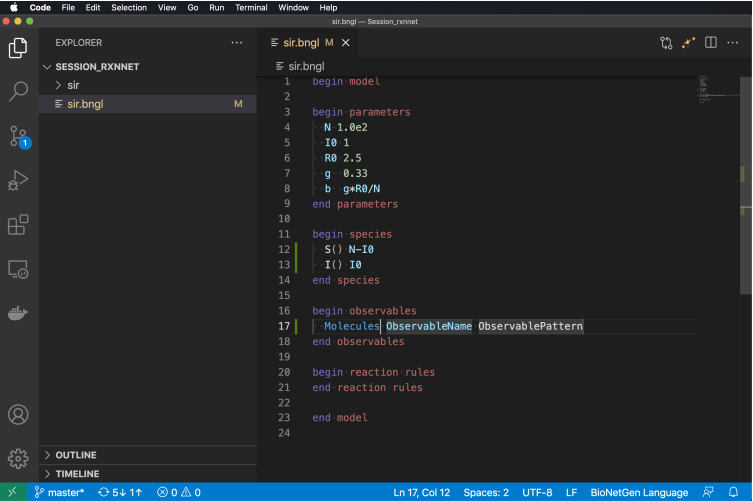 Code File Edit Selection View Go Run Terminal Window Help
sir.bngl — Session_rxnnet
EXPLORER
SESSION_RXNNET
sir
sir.bngl M
1
sir.bngl M
sir.bngl
1 begin model
2
3 begin parameters
4 N 1.0e2
5 I0 1
6 R0 2.5
7 g 0.33
8 b g*R0/N
9 end parameters
10
11 begin species
12 S() N-I0
13 I() I0
14 end species
15
16 begin observables
17 Molecules ObservableName ObservablePattern
18 end observables
19
20 begin reaction rules
21 end reaction rules
22
23 end model
24
OUTLINE
TIMELINE
master* 5↓ 1↑ 0 0 Ln 17, Col 12 Spaces: 2 UTF-8 LF BioNetGen Language